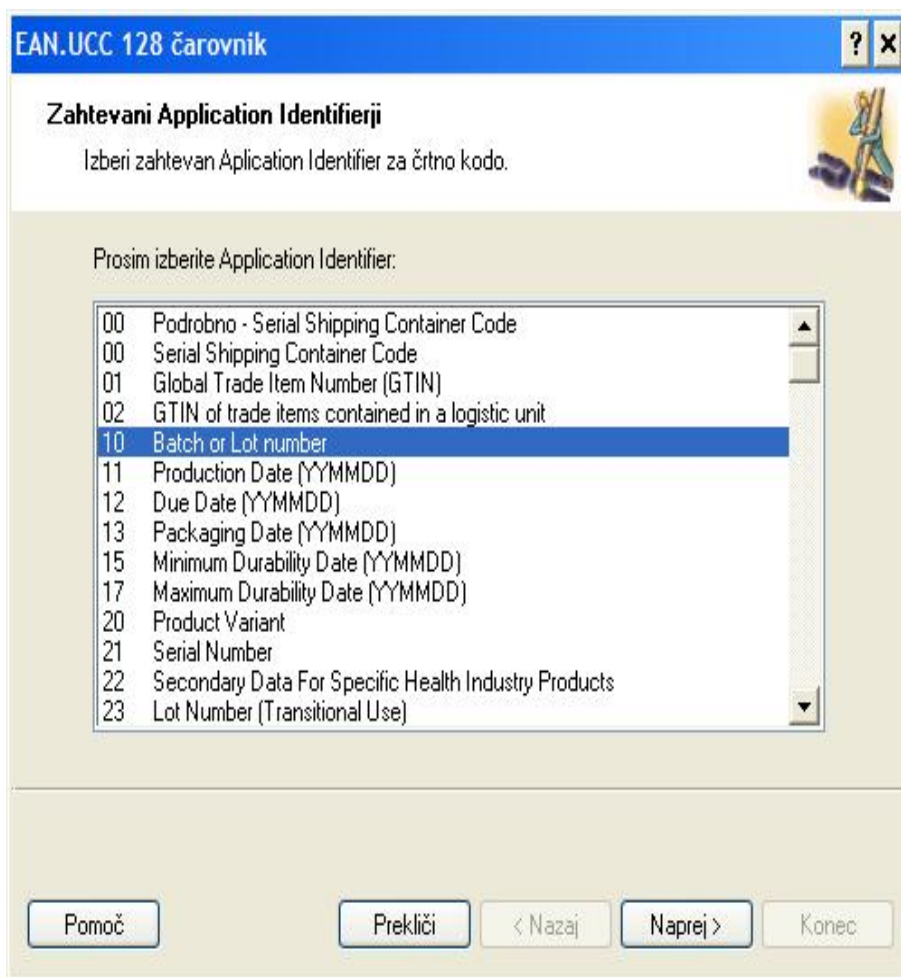 EAN.UCC 128 čarovnik
Zahtevani Application Identifierji
Izberi zahtevan Aplication Identifier za črtno kodo.
Prosim izberite Application Identifier:
00 Podrobno - Serial Shipping Container Code
00 Serial Shipping Container Code
01 Global Trade Item Number (GTIN)
02 GTIN of trade items contained in a logistic unit
10 Batch or Lot number
11 Production Date (YYMMDD)
12 Due Date (YYMMDD)
13 Packaging Date (YYMMDD)
15 Minimum Durability Date (YYMMDD)
17 Maximum Durability Date (YYMMDD)
20 Product Variant
21 Serial Number
22 Secondary Data For Specific Health Industry Products
23 Lot Number (Transitional Use)
Pomoč Prekliči < Nazaj Naprej > Konec